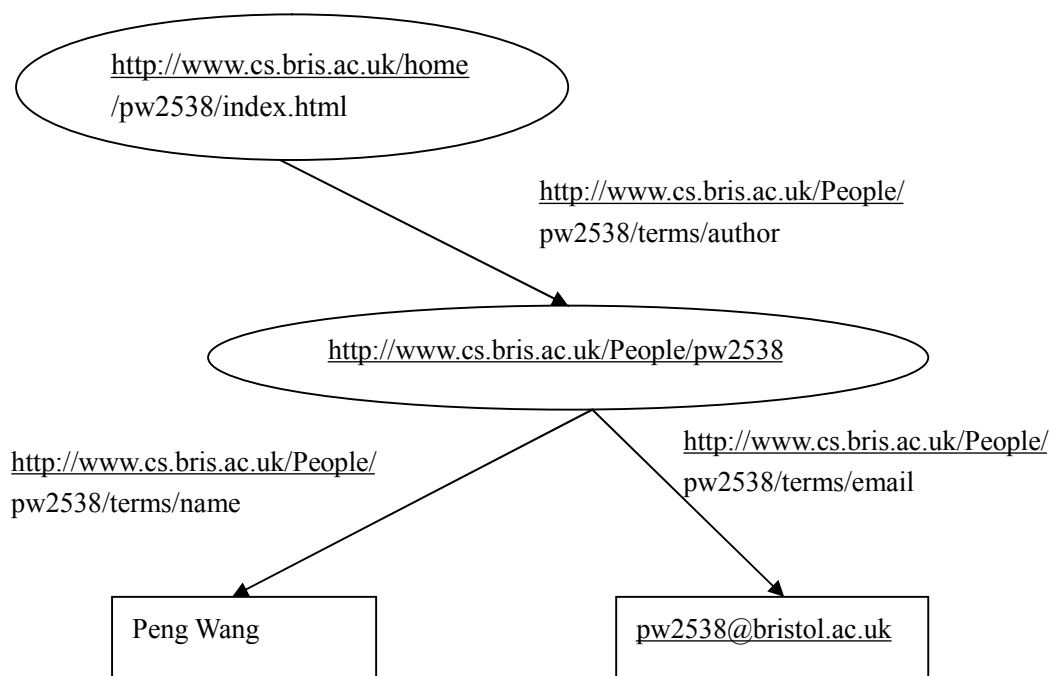 http://www.cs.bris.ac.uk/home
/pw2538/index.html
http://www.cs.bris.ac.uk/People/
pw2538/terms/author
http://www.cs.bris.ac.uk/People/pw2538
http://www.cs.bris.ac.uk/People/
pw2538/terms/name
http://www.cs.bris.ac.uk/People/
pw2538/terms/email
Peng Wang
pw2538@bristol.ac.uk